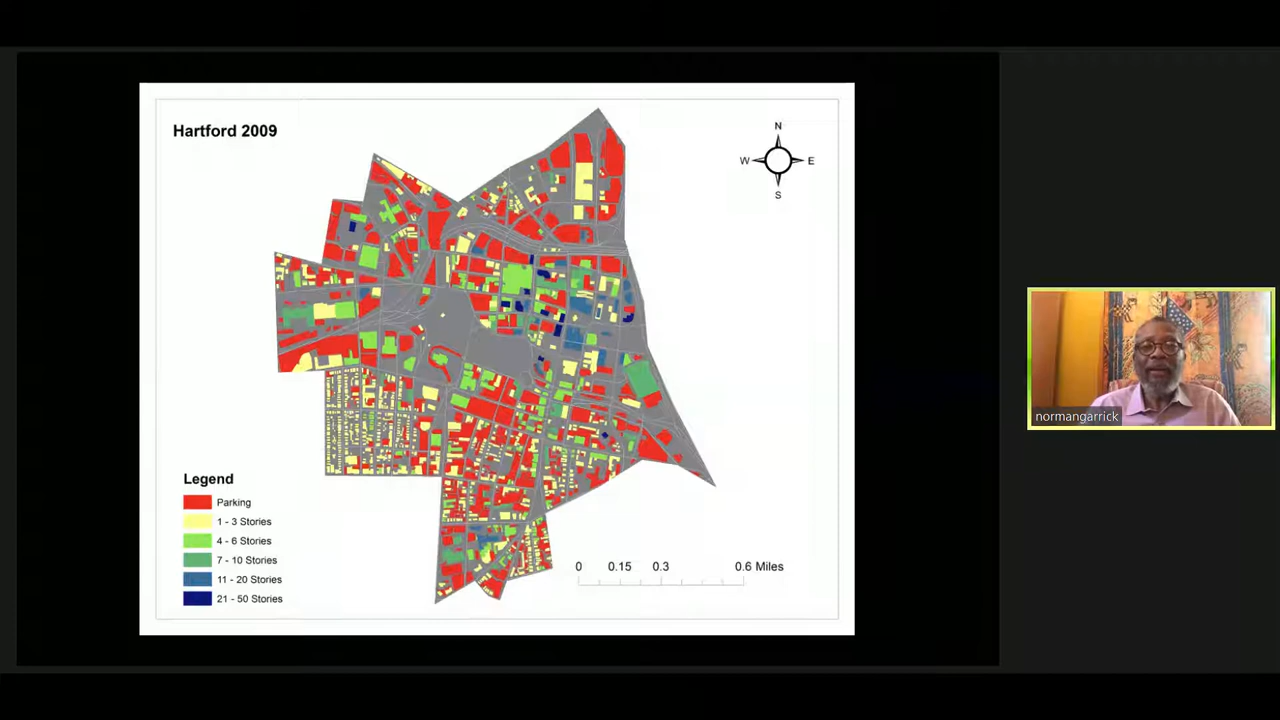 Hartford 2009
N
W E
S
Legend
Parking
1 - 3 Stories
4 - 6 Stories
7 - 10 Stories
11 - 20 Stories
21 - 50 Stories
0 0.15 0.3 0.6 Miles
normangarrick